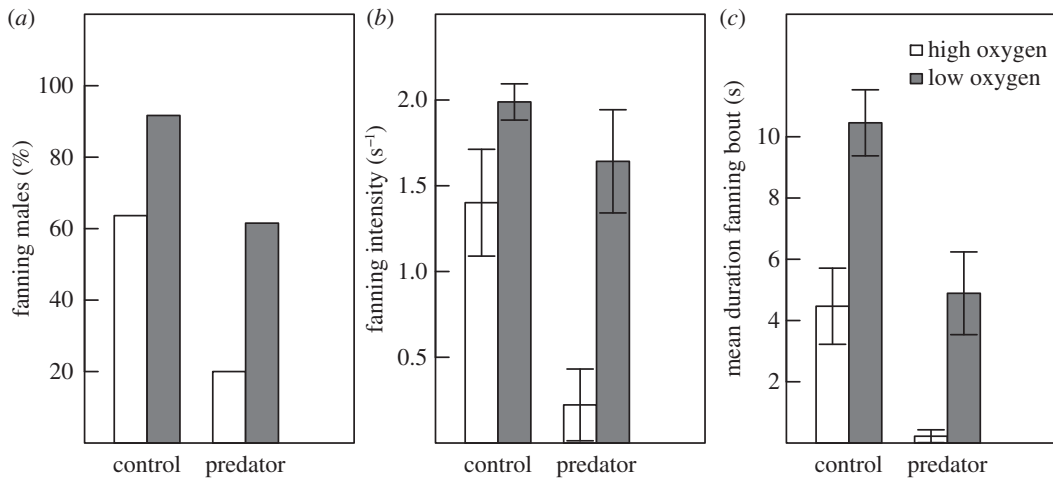 (a)
fanning males (%)
100
80
60
40
20
control predator
(b)
fanning intensity (s⁻¹)
2.0
1.5
1.0
0.5
control predator
(c)
mean duration fanning bout (s)
10
8
6
4
2
high oxygen
low oxygen
control predator